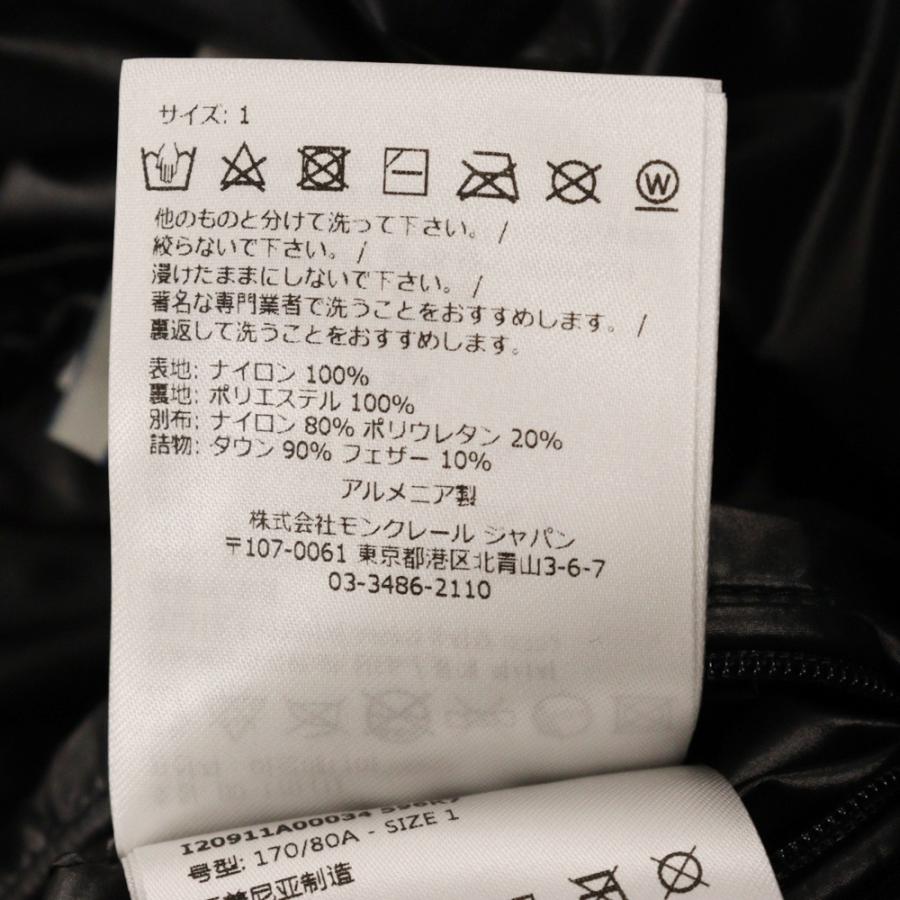 サイズ: 1
W
他のものと分けて洗って下さい。 /
絞らないで下さい。 /
浸けたままにしないで下さい。 /
著名な専門業者で洗うことをおすすめします。 /
裏返して洗うことをおすすめします。
表地: ナイロン 100%
裏地: ポリエステル 100%
別布: ナイロン 80% ポリウレタン 20%
詰物: ダウン 90% フェザー 10%
アルメニア製
株式会社モンクレール ジャパン
〒107-0061 東京都港区北青山3-6-7
03-3486-2110
I20911A00034
号型: 170/80A - SIZE 1
美尼亚制造